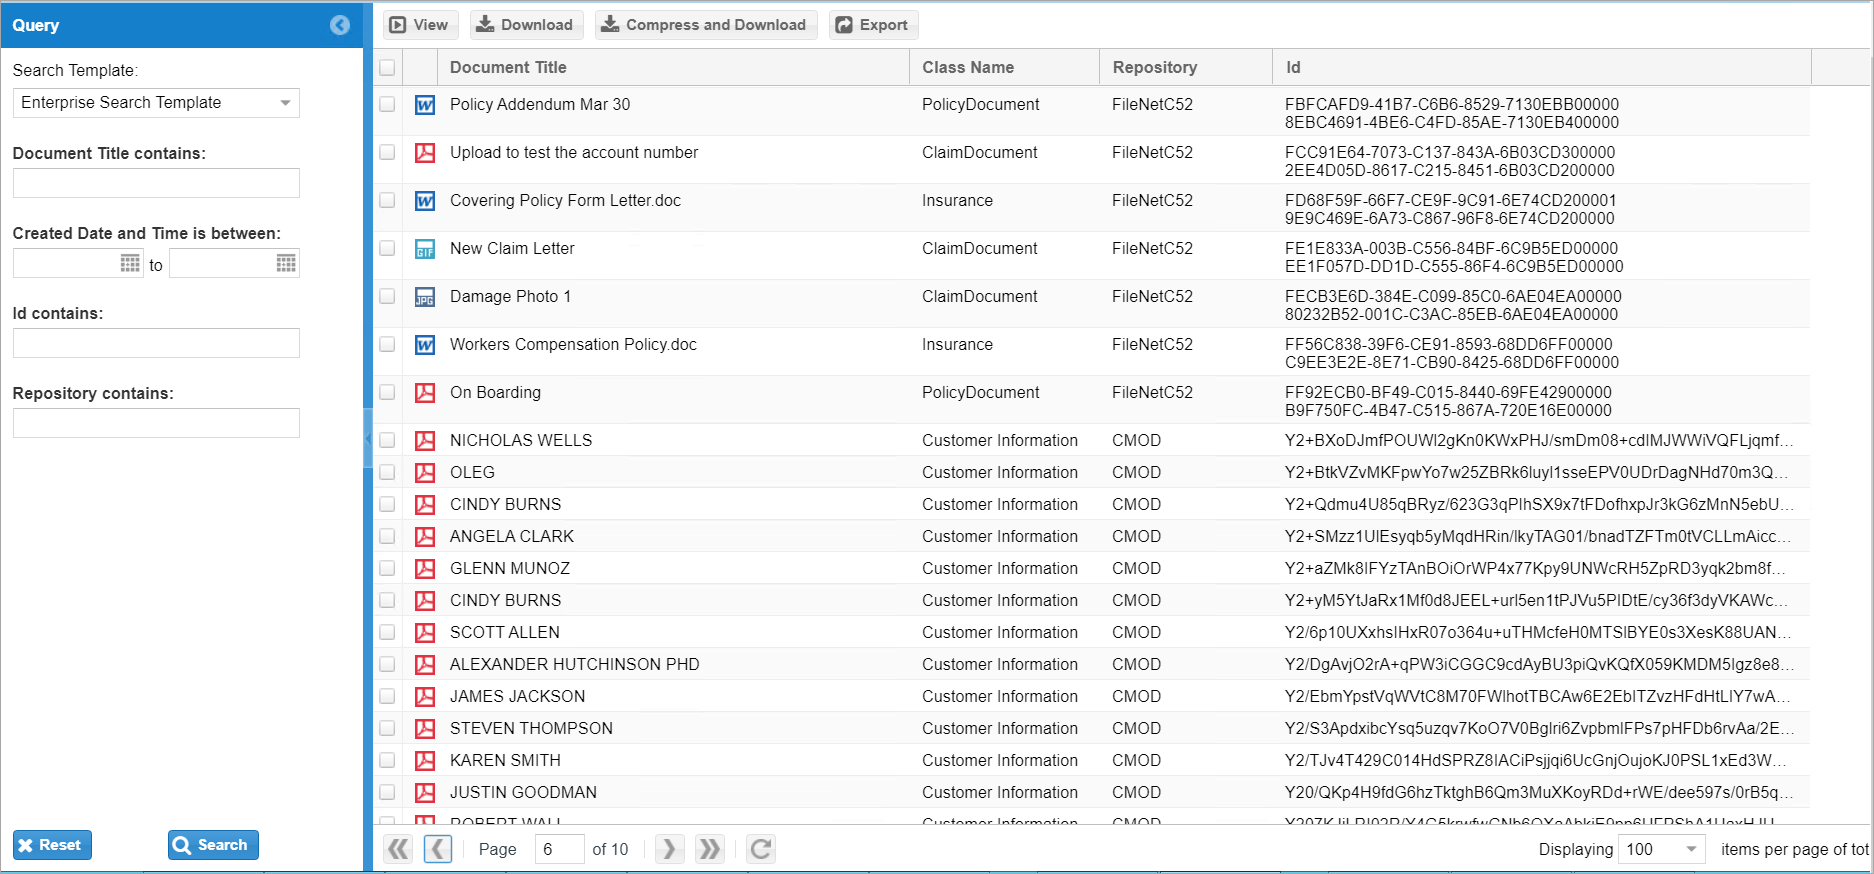 Query
Search Template:
Enterprise Search Template
Document Title contains:
Created Date and Time is between:
to
Id contains:
Repository contains:
Reset
Search
View
Download
Compress and Download
Export
Document Title Class Name Repository Id
Policy Addendum Mar 30 PolicyDocument FileNetC52 FBFCAFD9-41B7-C6B6-8529-7130EBB00000
8EBC4691-4BE6-C4FD-85AE-7130EB400000
Upload to test the account number ClaimDocument FileNetC52 FCC91E64-7073-C137-843A-6B03CD300000
2EE4D05D-8617-C215-8451-6B03CD200000
Covering Policy Form Letter.doc Insurance FileNetC52 FD68F59F-66F7-CE9F-9C91-6E74CD200001
9E9C469E-6A73-C867-96F8-6E74CD200000
GIF New Claim Letter ClaimDocument FileNetC52 FE1E833A-003B-C556-84BF-6C9B5ED00000
EE1F057D-DD1D-C555-86F4-6C9B5ED00000
JPG Damage Photo 1 ClaimDocument FileNetC52 FECB3E6D-384E-C099-85C0-6AE04EA00000
80232B52-001C-C3AC-85EB-6AE04EA00000
Workers Compensation Policy.doc Insurance FileNetC52 FF56C838-39F6-CE91-8593-68DD6FF00000
C9EE3E2E-8E71-CB90-8425-68DD6FF00000
On Boarding PolicyDocument FileNetC52 FF92ECB0-BF49-C015-8440-69FE42900000
B9F750FC-4B47-C515-867A-720E16E00000
NICHOLAS WELLS Customer Information CMOD Y2+BXoDJmfPOUWl2gKn0KWxPHJ/smDm08+cdlMJWWiVQFLjqmf...
OLEG Customer Information CMOD Y2+BtkVZvMKFpwYo7w25ZBRk6luyl1sseEPV0UDrDagNHd70m3Q...
CINDY BURNS Customer Information CMOD Y2+Qdmu4U85qBRyz/623G3qPlhSX9x7tFDofhxpJr3kG6zMnN5ebU...
ANGELA CLARK Customer Information CMOD Y2+SMzz1UlEsyqb5yMqdHRin/lkyTAG01/bnadTZFTm0tVCLLmAicc...
GLENN MUNOZ Customer Information CMOD Y2+aZMk8lFYzTAnBOiOrWP4x77Kpy9UNWcRH5ZpRD3yqk2bm8f...
CINDY BURNS Customer Information CMOD Y2+yM5YtJaRx1Mf0d8JEEL+url5en1tPJVu5PlDtE/cy36f3dyVKAWc...
SCOTT ALLEN Customer Information CMOD Y2/6p10UXxhslHxR07o364u+uTHMcfeH0MTSlBYE0s3XesK88UAN...
ALEXANDER HUTCHINSON PHD Customer Information CMOD Y2/DgAvjO2rA+qPW3iCGGC9cdAyBU3piQvKQfX059KMDM5lgz8e8...
JAMES JACKSON Customer Information CMOD Y2/EbmYpstVqWVtC8M70FWlhotTBCAw6E2EblTZvzHFdHtLlY7wA...
STEVEN THOMPSON Customer Information CMOD Y2/S3ApdxibcYsq5uzqv7KoO7V0Bglri6ZvpbmlFPs7pHFDb6rvAa/2E...
KAREN SMITH Customer Information CMOD Y2/TJv4T429C014HdSPRZ8lACiPsjjqi6UcGnjOujoKJ0PSL1xEd3W...
JUSTIN GOODMAN Customer Information CMOD Y20/QKp4H9fdG6hzTktghB6Qm3MuXKoyRDd+rWE/dee597s/0rB5q...
ROBERT WALL Customer Information CMOD
Page 6 of 10
Displaying 100 items per page of tot